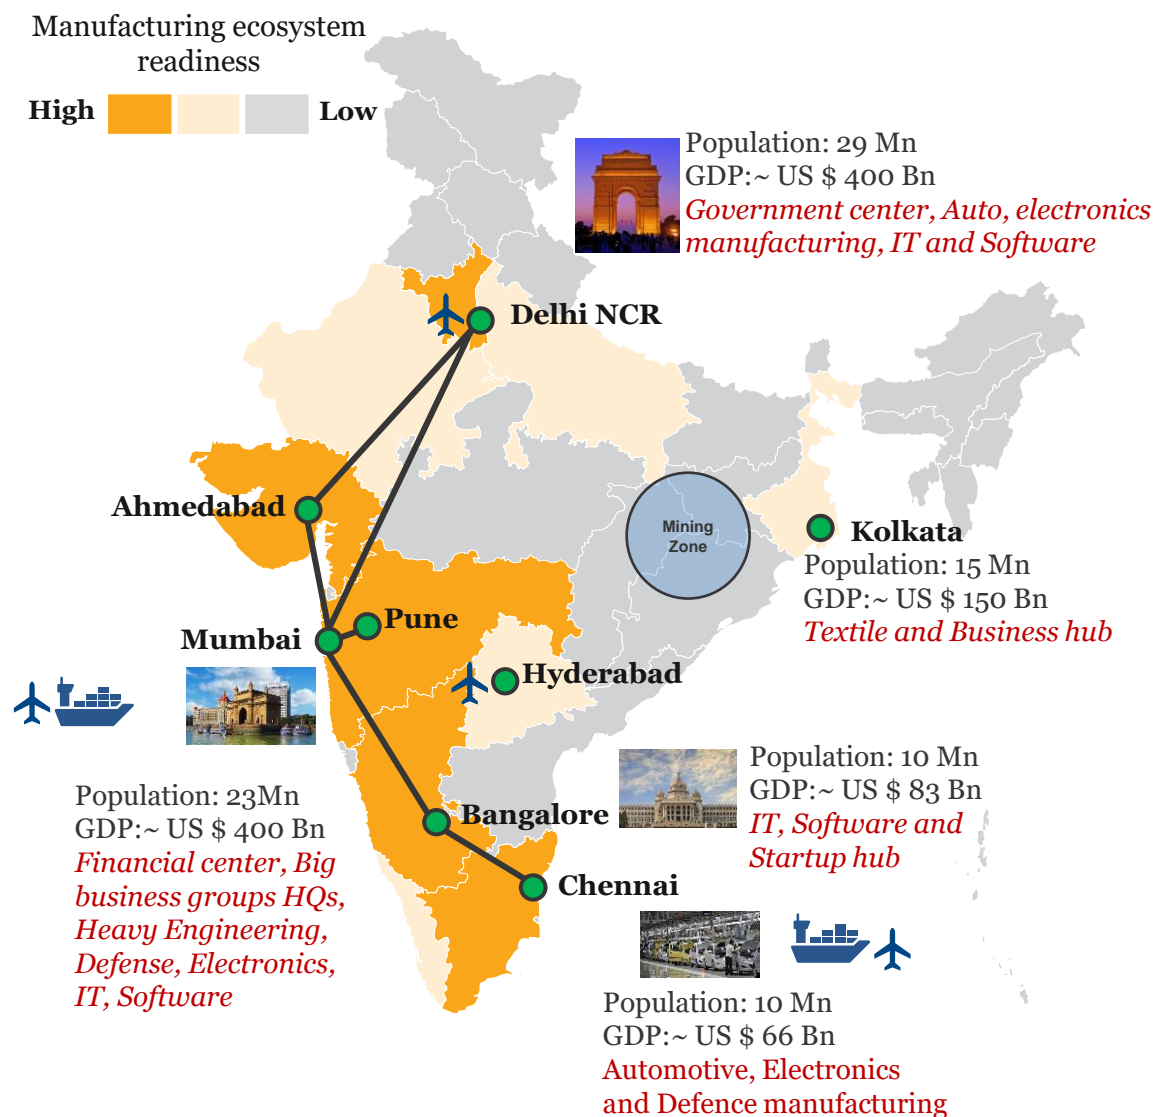 Manufacturing ecosystem
readiness
High
Low
Population: 29 Mn
GDP:~ US $ 400 Bn
Government center, Auto, electronics
manufacturing, IT and Software
Delhi NCR
Ahmedabad
Mining
Zone
Kolkata
Population: 15 Mn
GDP:~ US $ 150 Bn
Textile and Business hub
Pune
Mumbai
Hyderabad
Population: 10 Mn
GDP:~ US $ 83 Bn
IT, Software and
Startup hub
Population: 23Mn
GDP:~ US $ 400 Bn
Financial center, Big
business groups HQs,
Heavy Engineering,
Defense, Electronics,
IT, Software
Bangalore
Chennai
Population: 10 Mn
GDP:~ US $ 66 Bn
Automotive, Electronics
and Defence manufacturing